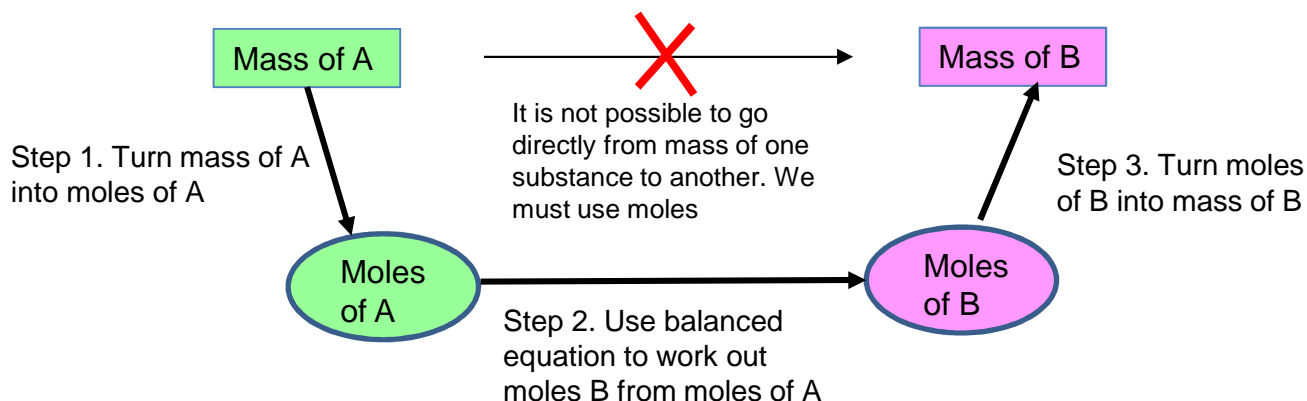 Mass of A
Mass of B
It is not possible to go
directly from mass of one
substance to another. We
must use moles
Step 1. Turn mass of A
into moles of A
Step 3. Turn moles
of B into mass of B
Moles
of A
Moles
of B
Step 2. Use balanced
equation to work out
moles B from moles of A